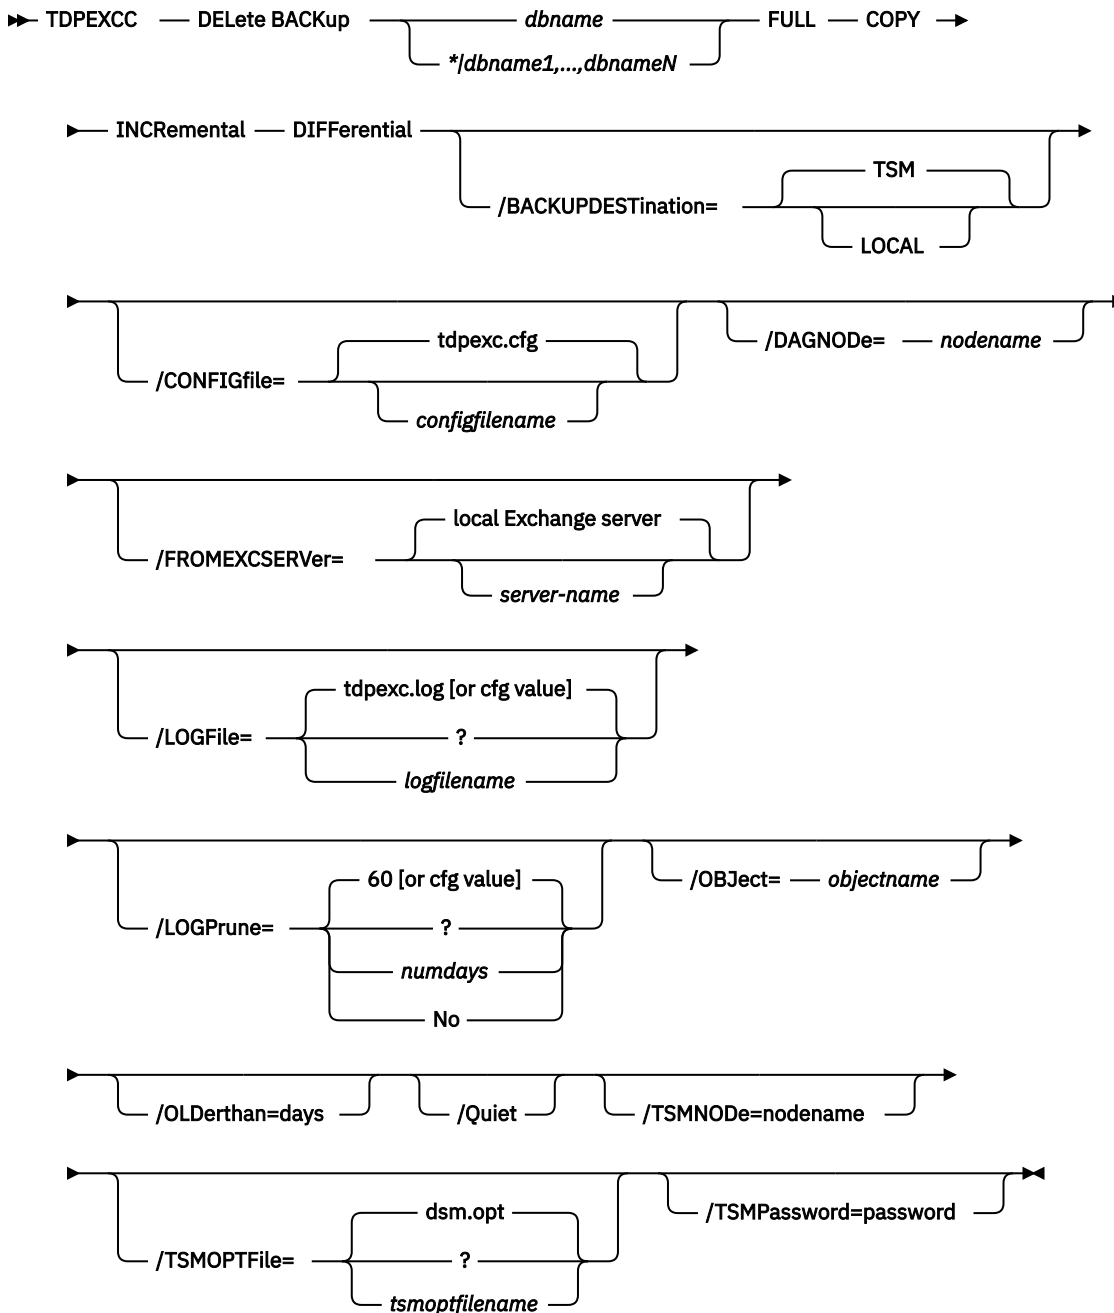 TDPEXCC DELete BACKup dbname FULL COPY
*|dbname1,...,dbnameN
INCRemental DIFFerential
TSM
/BACKUPDESTination=
LOCAL
tdpexc.cfg
/DAGNODe= nodename
/CONFIGfile=
configfilename
local Exchange server
/FROMEXCSERVer=
server-name
tdpexc.log [or cfg value]
/LOGFile= ?
logfilename
60 [or cfg value]
/OBJect= objectname
/LOGPrune= ?
numdays
No
/OLDerthan=days /Quiet /TSMNODe=nodename
dsm.opt
/TSMPassword=password
/TSMOPTFile= ?
tsmoptfilename